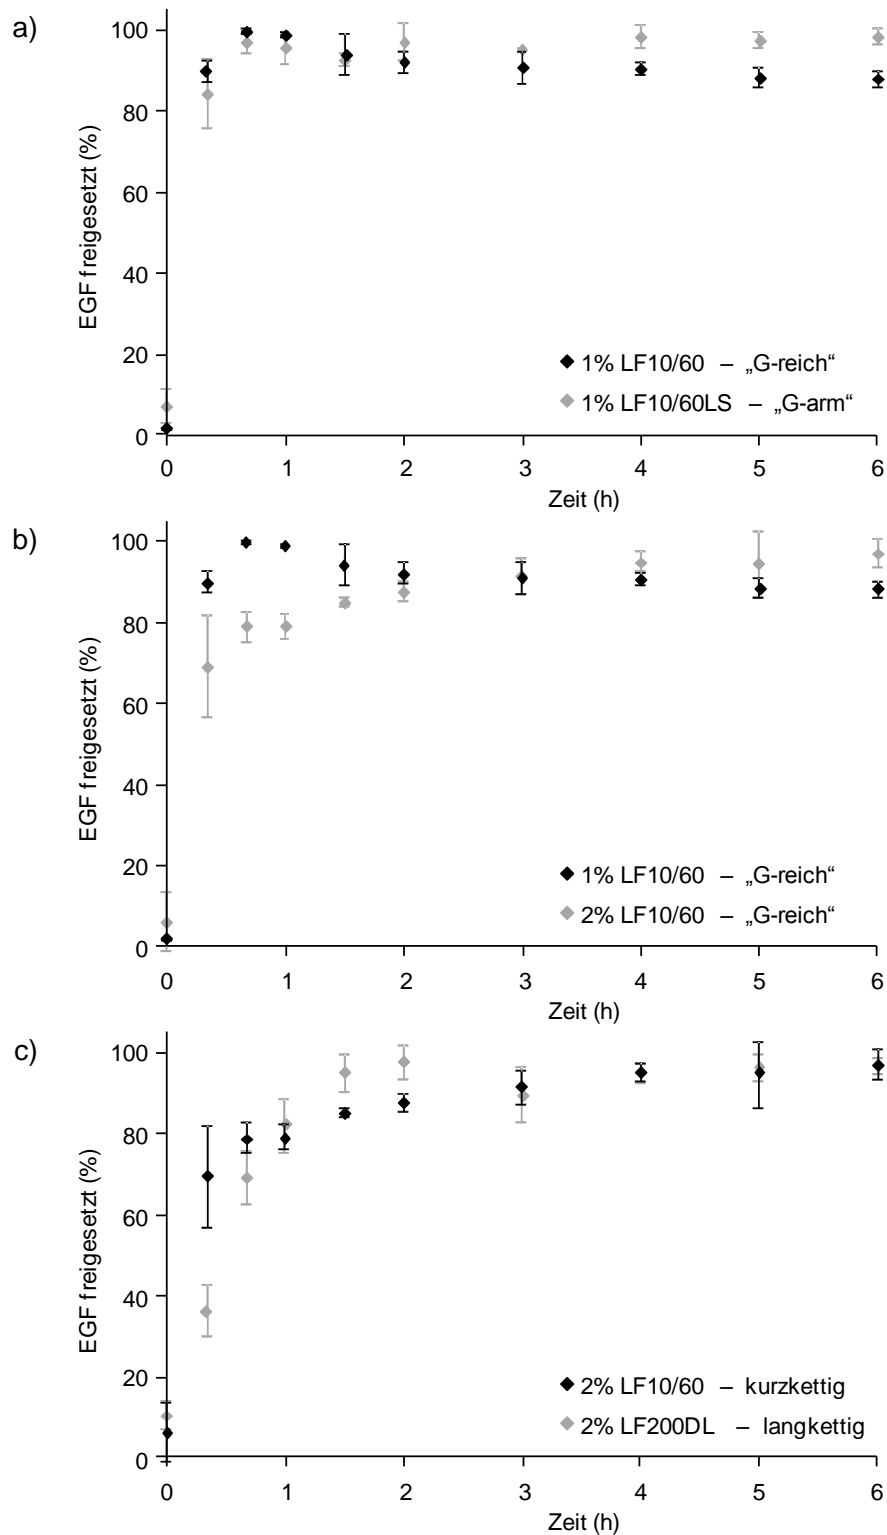 a)
EGF freigesetzt (%)
100
80
60
40
20
0
1% LF10/60 – „G-reich“
1% LF10/60LS – „G-arm“
0 1 2 3 4 5 6
Zeit (h)
b)
EGF freigesetzt (%)
100
80
60
40
20
0
1% LF10/60 – „G-reich“
2% LF10/60 – „G-reich“
0 1 2 3 4 5 6
Zeit (h)
c)
EGF freigesetzt (%)
100
80
60
40
20
0
2% LF10/60 – kurzkettig
2% LF200DL – langkettig
0 1 2 3 4 5 6
Zeit (h)